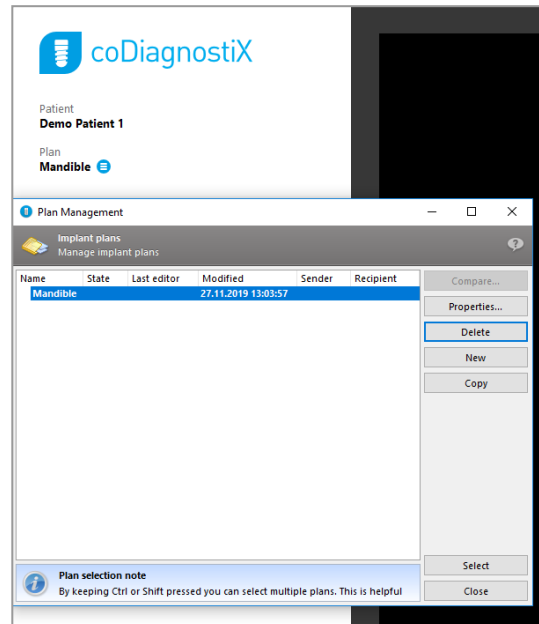 coDiagnostiX
Patient
Demo Patient 1
Plan
Mandible
Plan Management
Implant plans
Manage implant plans
Name State Last editor Modified Sender Recipient
Mandible 27.11.2019 13:03:57
Compare...
Properties...
Delete
New
Copy
Select
Close
Plan selection note
By keeping Ctrl or Shift pressed you can select multiple plans. This is helpful